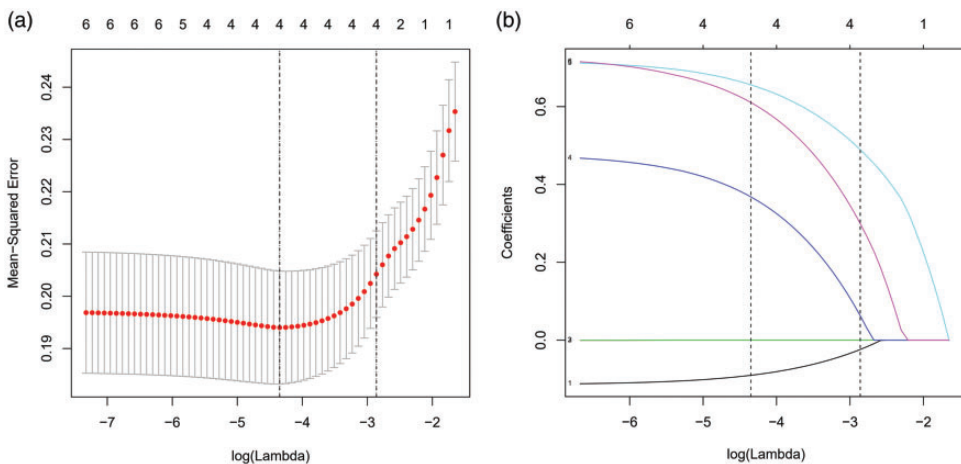 (a)
6 6 6 6 5 4 4 4 4 4 4 4 2 1 1
Mean-Squared Error
0.24
0.23
0.22
0.21
0.20
0.19
-7 -6 -5 -4 -3 -2
log(Lambda)
(b)
6 4 4 1
Coefficients
0.6
0.4
0.2
0.0
4
1
-6 -5 -4 -3 -2
log(Lambda)